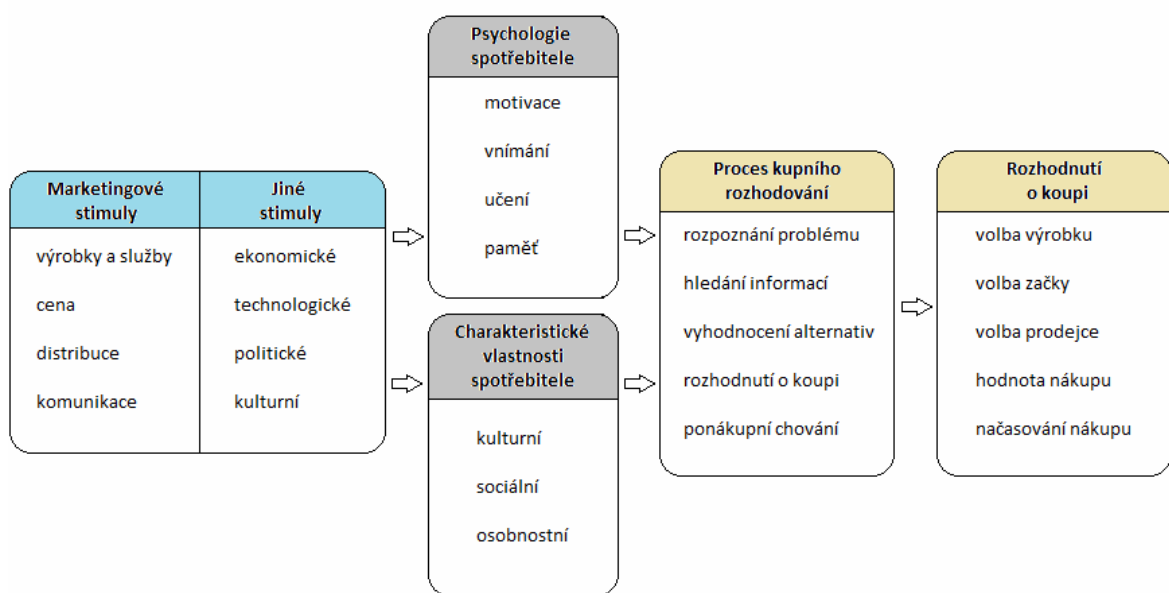 Marketingové
stimuly
výrobky a služby
cena
distribuce
komunikace
Jiné
stimuly
ekonomické
technologické
politické
kulturní
Psychologie
spotřebitele
motivace
vnímání
učení
paměť
Charakteristické
vlastnosti
spotřebitele
kulturní
sociální
osobnostní
Proces kupního
rozhodování
rozpoznání problému
hledání informací
vyhodnocení alternativ
rozhodnutí o koupi
ponákupní chování
Rozhodnutí
o koupi
volba výrobku
volba začky
volba prodejce
hodnota nákupu
načasování nákupu